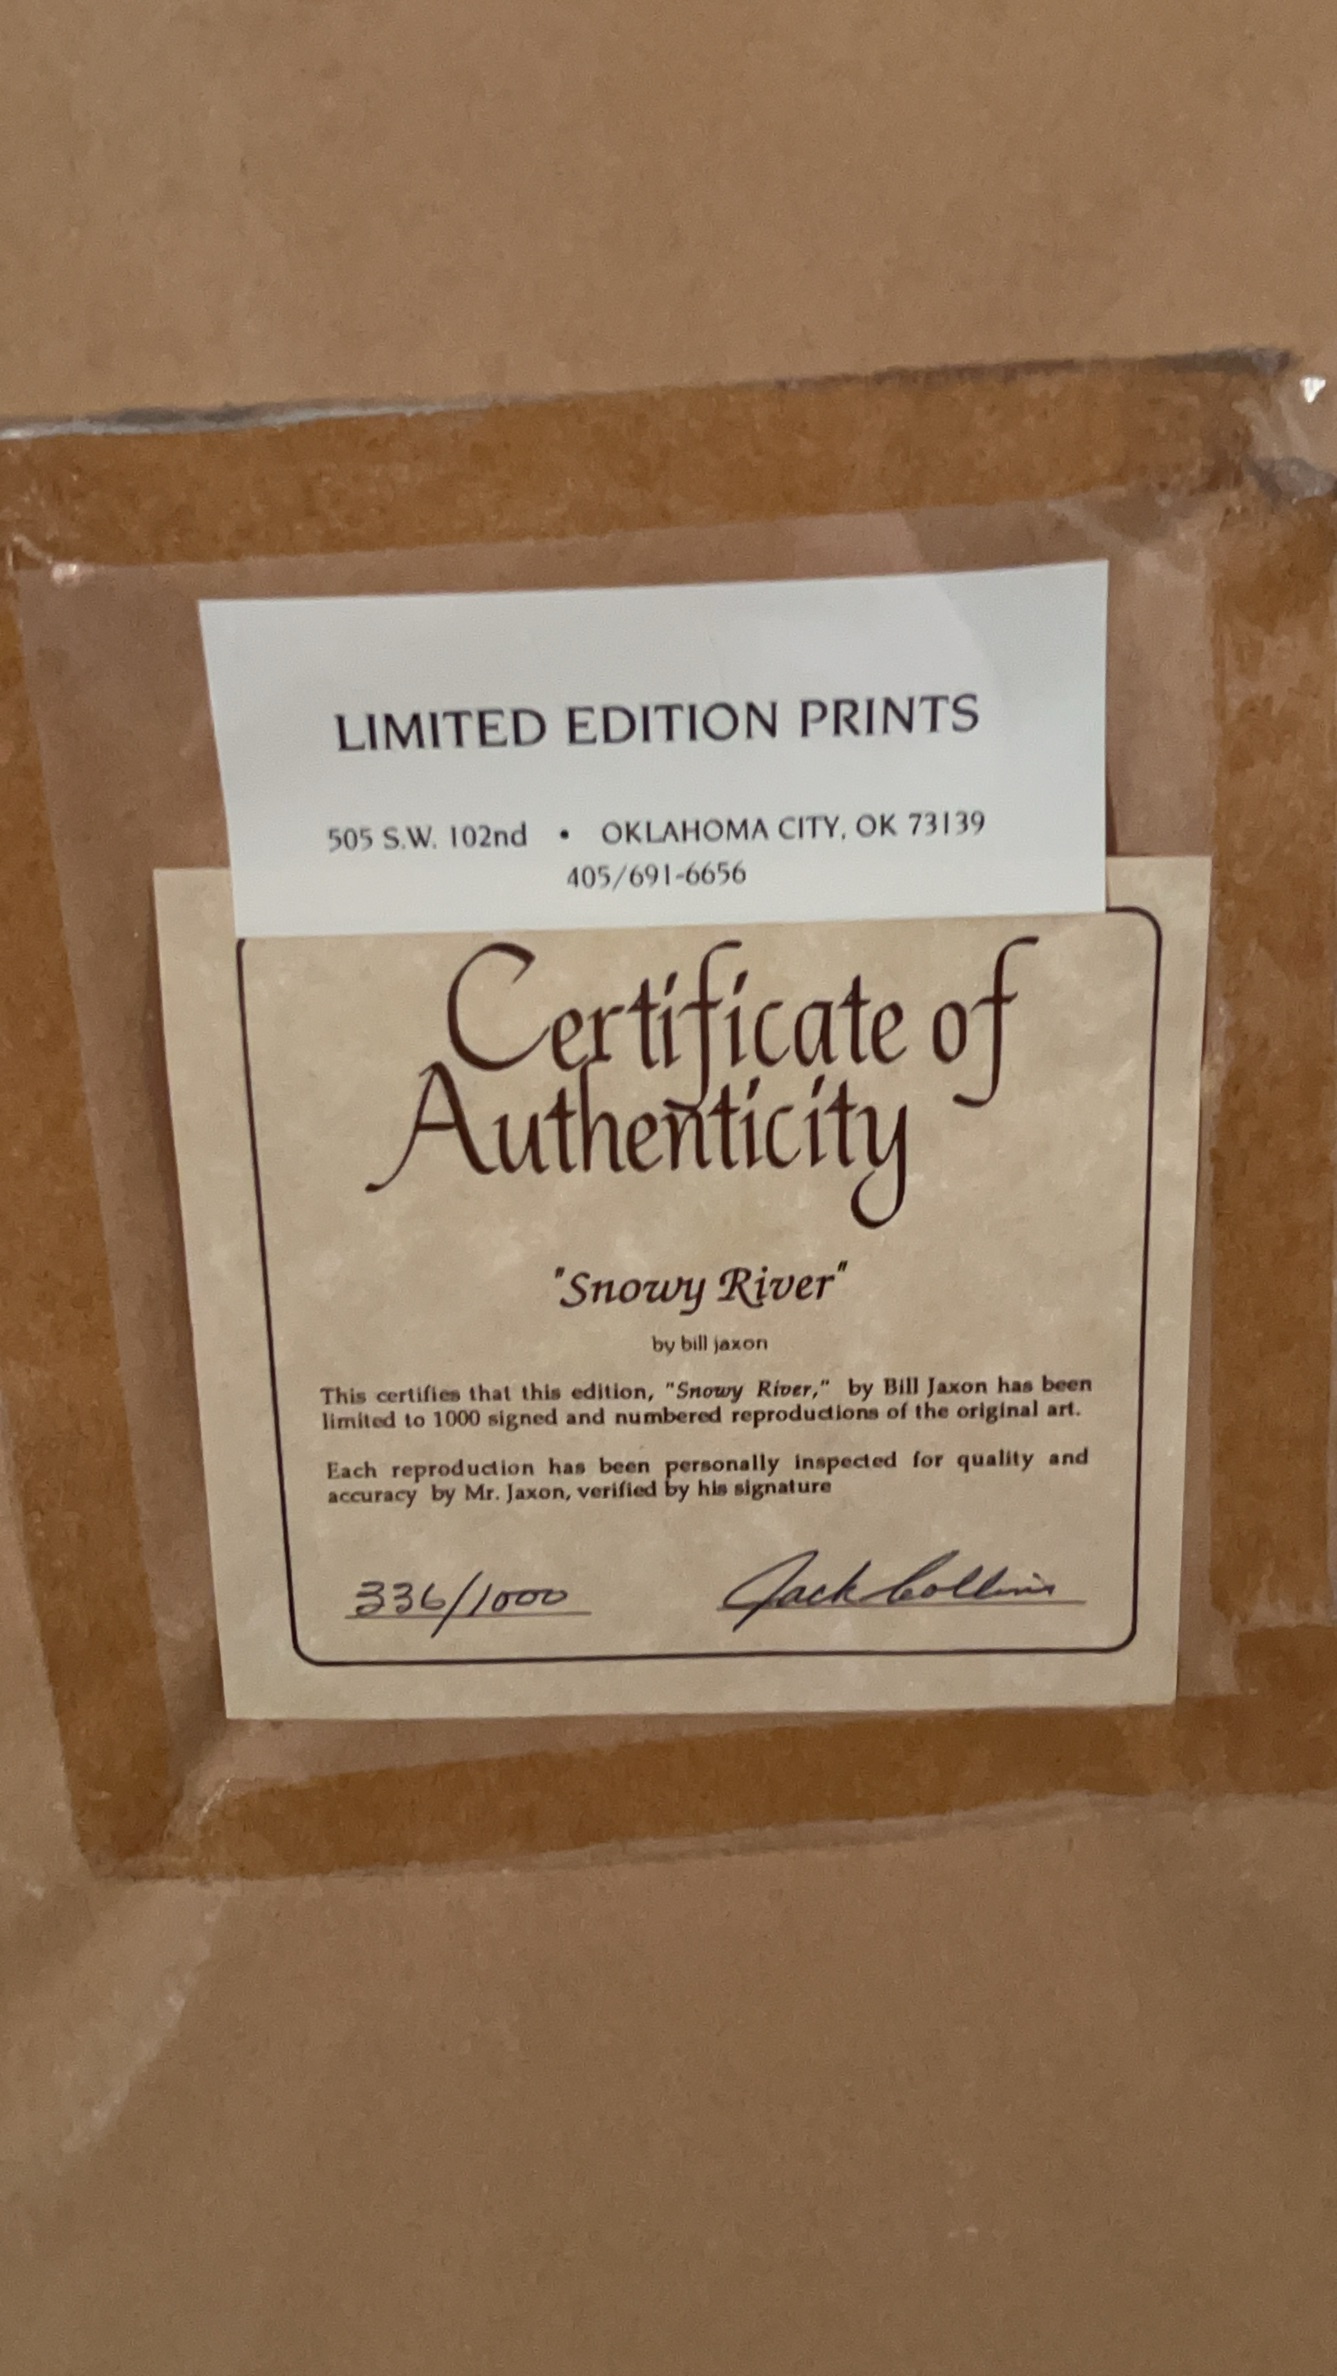 LIMITED EDITION PRINTS
505 S.W. 102nd • OKLAHOMA CITY, OK 73139
405/691-6656
Certificate of
Authenticity
"Snowy River"
by bill jaxon
This certifies that this edition, "Snowy River," by Bill Jaxon has been
limited to 1000 signed and numbered reproductions of the original art.
Each reproduction has been personally inspected for quality and
accuracy by Mr. Jaxon, verified by his signature
336/1000 Jack Collins